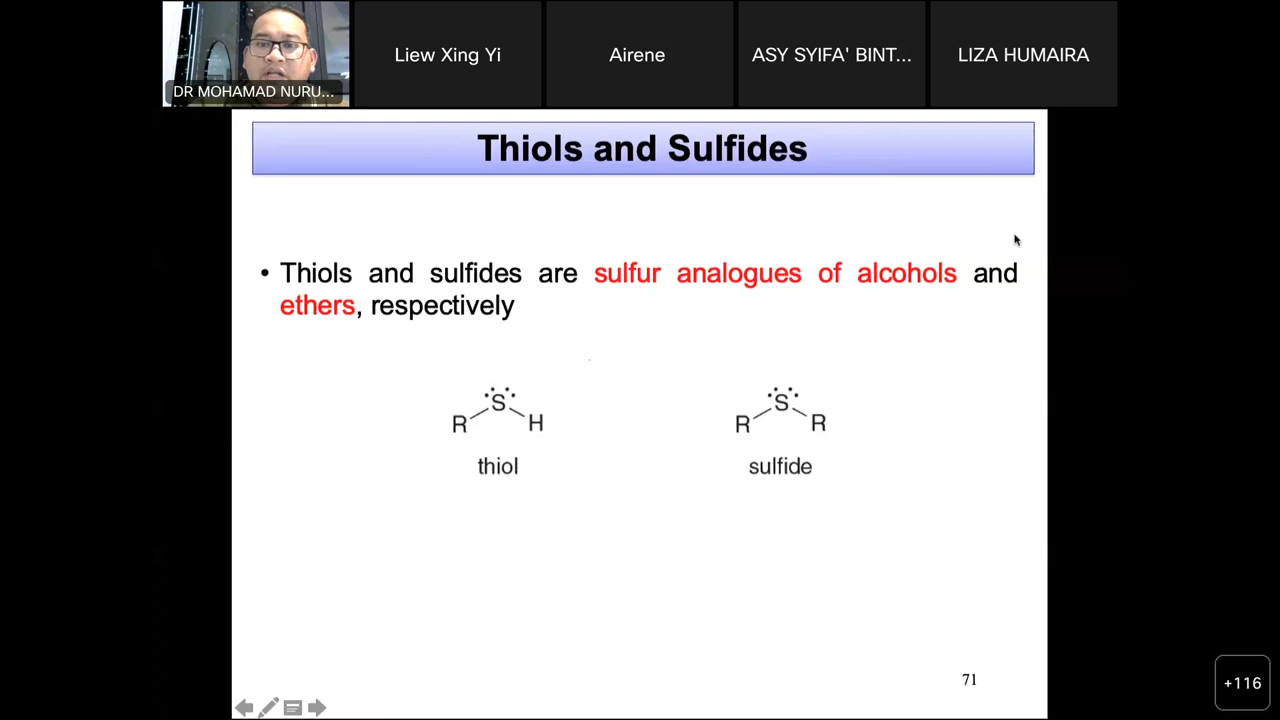 DR MOHAMAD NURU...
Liew Xing Yi
Airene
ASY SYIFA' BINT...
LIZA HUMAIRA
Thiols and Sulfides
• Thiols and sulfides are sulfur analogues of alcohols and
ethers, respectively
S
R H
thiol
S
R R
sulfide
71
+116